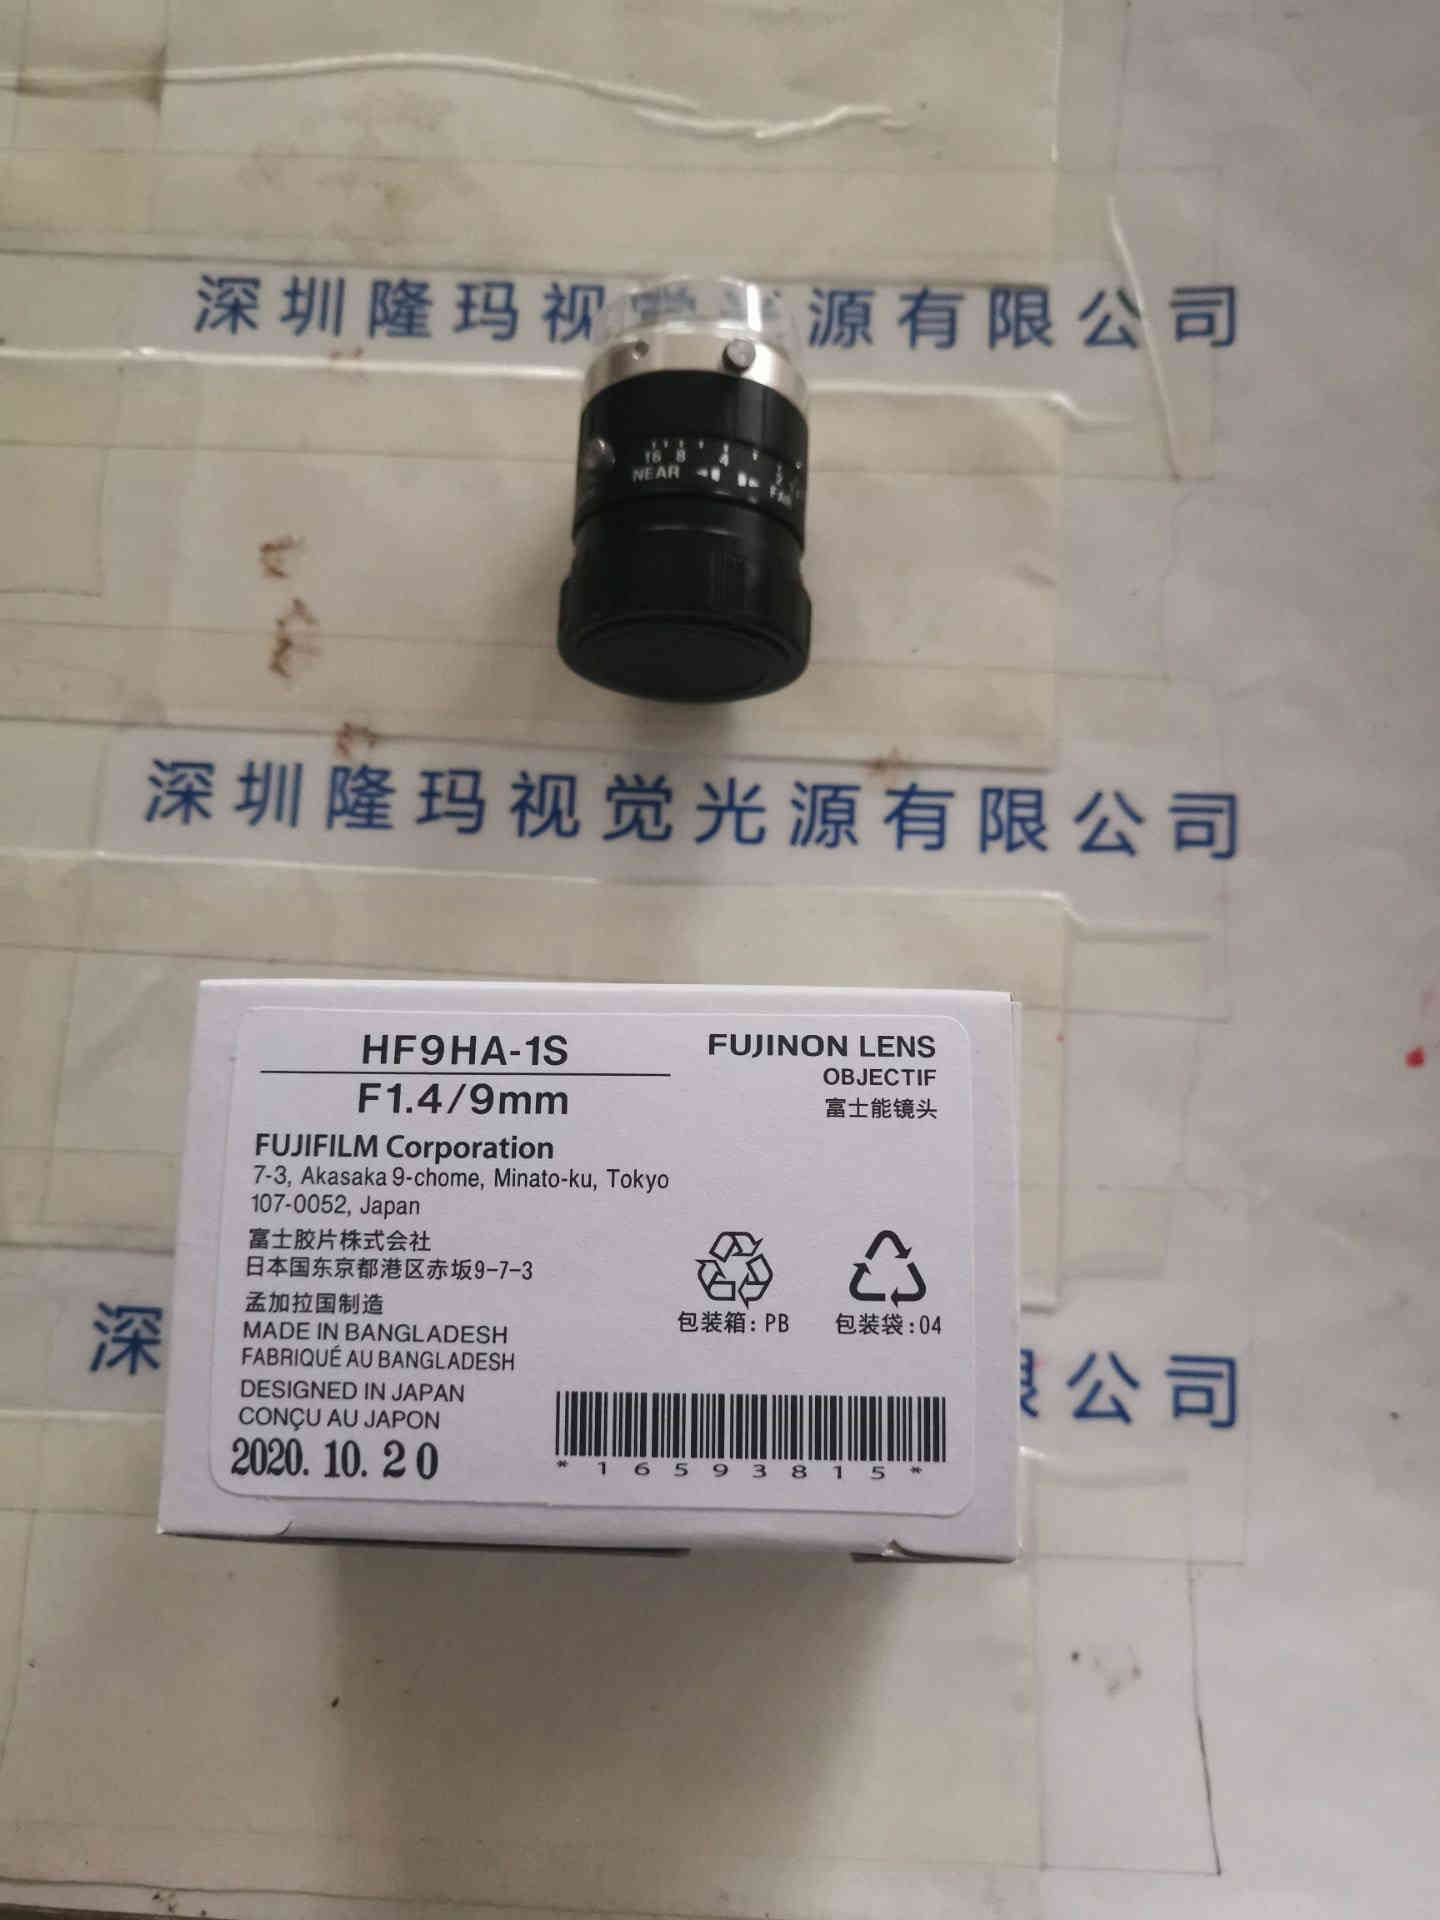 深圳隆玛视 源有限公司
16 8 4 2
NEAR FAR
深圳隆玛视觉光源有限公司
HF9HA-1S
F1.4/9mm
FUJINON LENS
OBJECTIF
富士能镜头
FUJIFILM Corporation
7-3, Akasaka 9-chome, Minato-ku, Tokyo
107-0052, Japan
富士胶片株式会社
日本国东京都港区赤坂9-7-3
孟加拉国制造
MADE IN BANGLADESH
FABRIQUÉ AU BANGLADESH
DESIGNED IN JAPAN
CONÇU AU JAPON
2020.10.20
包装箱: PB
包装袋: 04
*16593815*
深 限公司